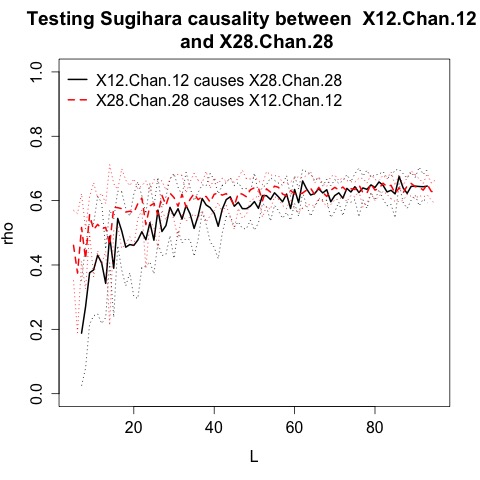 Testing Sugihara causality between  X12.Chan.12
and X28.Chan.28
X12.Chan.12 causes X28.Chan.28
X28.Chan.28 causes X12.Chan.12
1.0
0.8
0.6
0.4
0.2
0.0
rho
20
40
60
80
L